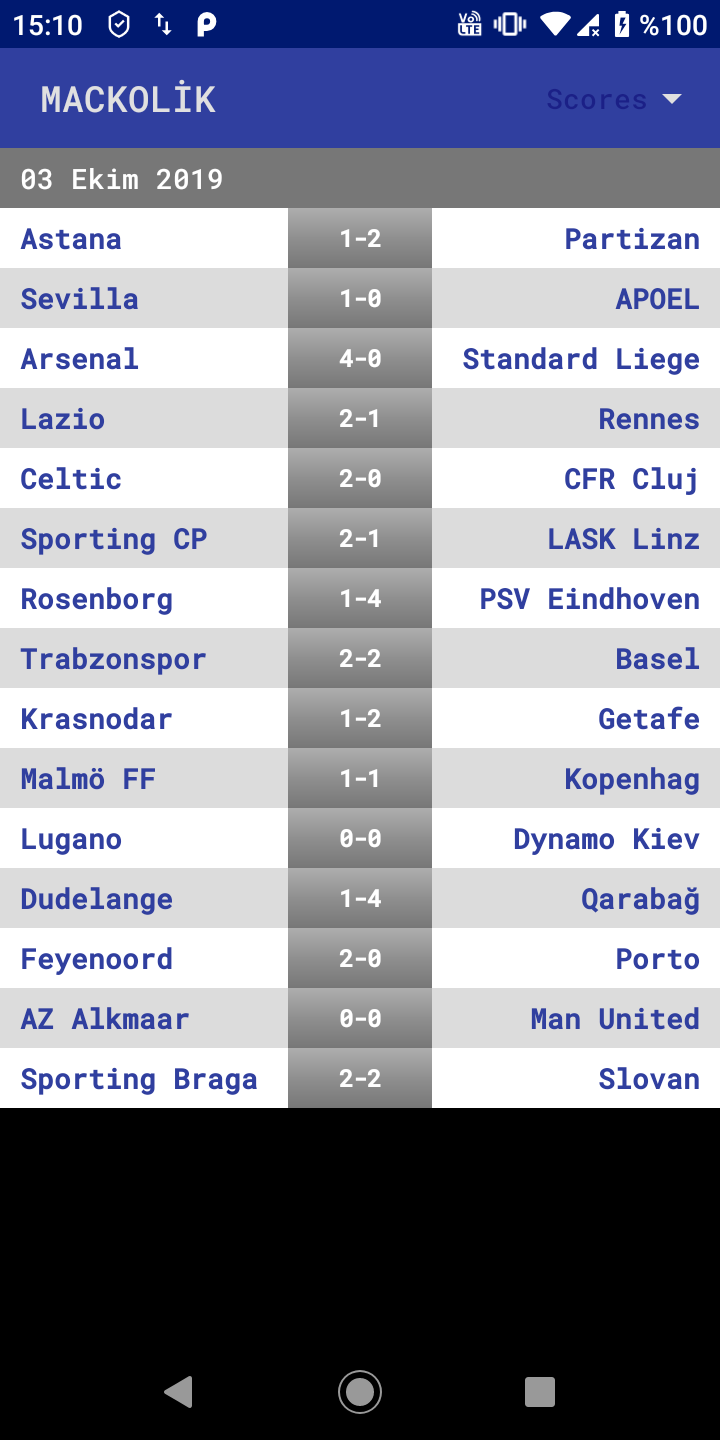 15:10 %100
MACKOLİK Scores
03 Ekim 2019
Astana 1-2 Partizan
Sevilla 1-0 APOEL
Arsenal 4-0 Standard Liege
Lazio 2-1 Rennes
Celtic 2-0 CFR Cluj
Sporting CP 2-1 LASK Linz
Rosenborg 1-4 PSV Eindhoven
Trabzonspor 2-2 Basel
Krasnodar 1-2 Getafe
Malmö FF 1-1 Kopenhag
Lugano 0-0 Dynamo Kiev
Dudelange 1-4 Qarabağ
Feyenoord 2-0 Porto
AZ Alkmaar 0-0 Man United
Sporting Braga 2-2 Slovan